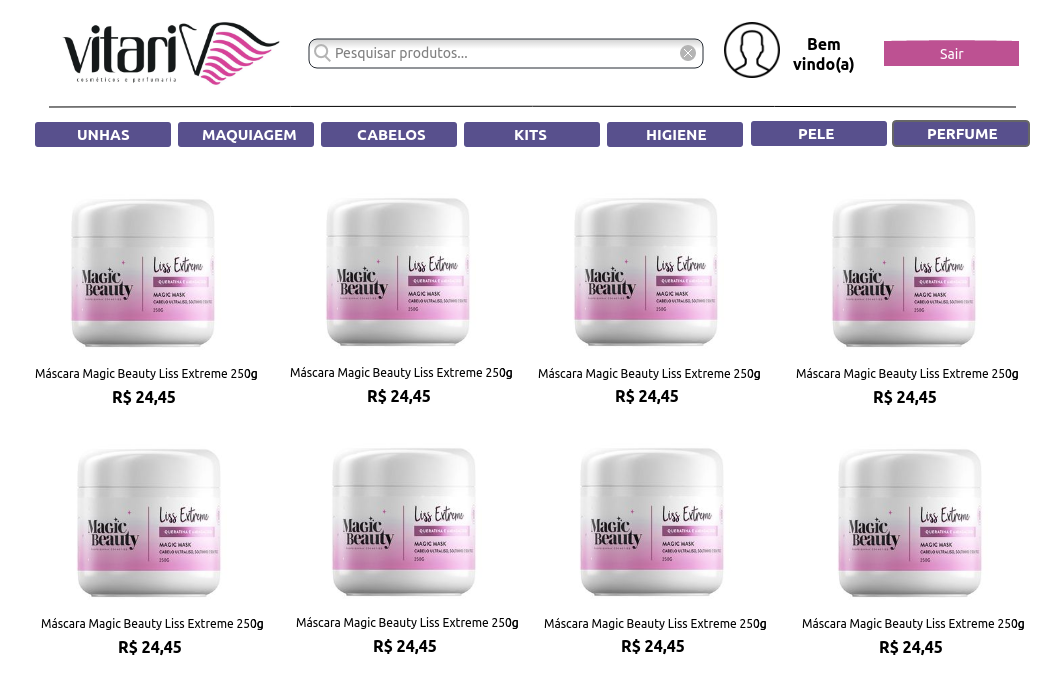 vitari V
cosméticos e perfumaria
Pesquisar produtos...
Bem
vindo(a)
Sair
UNHAS
MAQUIAGEM
CABELOS
KITS
HIGIENE
PELE
PERFUME
Magic Beauty
Liss Extreme
MAGIC MASK
250G
Magic Beauty
Liss Extreme
MAGIC MASK
250G
Magic Beauty
Liss Extreme
MAGIC MASK
250G
Magic Beauty
Liss Extreme
MAGIC MASK
250G
Máscara Magic Beauty Liss Extreme 250g
R$ 24,45
Máscara Magic Beauty Liss Extreme 250g
R$ 24,45
Máscara Magic Beauty Liss Extreme 250g
R$ 24,45
Máscara Magic Beauty Liss Extreme 250g
R$ 24,45
Magic Beauty
Liss Extreme
MAGIC MASK
250G
Magic Beauty
Liss Extreme
MAGIC MASK
250G
Magic Beauty
Liss Extreme
MAGIC MASK
250G
Magic Beauty
Liss Extreme
MAGIC MASK
250G
Máscara Magic Beauty Liss Extreme 250g
R$ 24,45
Máscara Magic Beauty Liss Extreme 250g
R$ 24,45
Máscara Magic Beauty Liss Extreme 250g
R$ 24,45
Máscara Magic Beauty Liss Extreme 250g
R$ 24,45